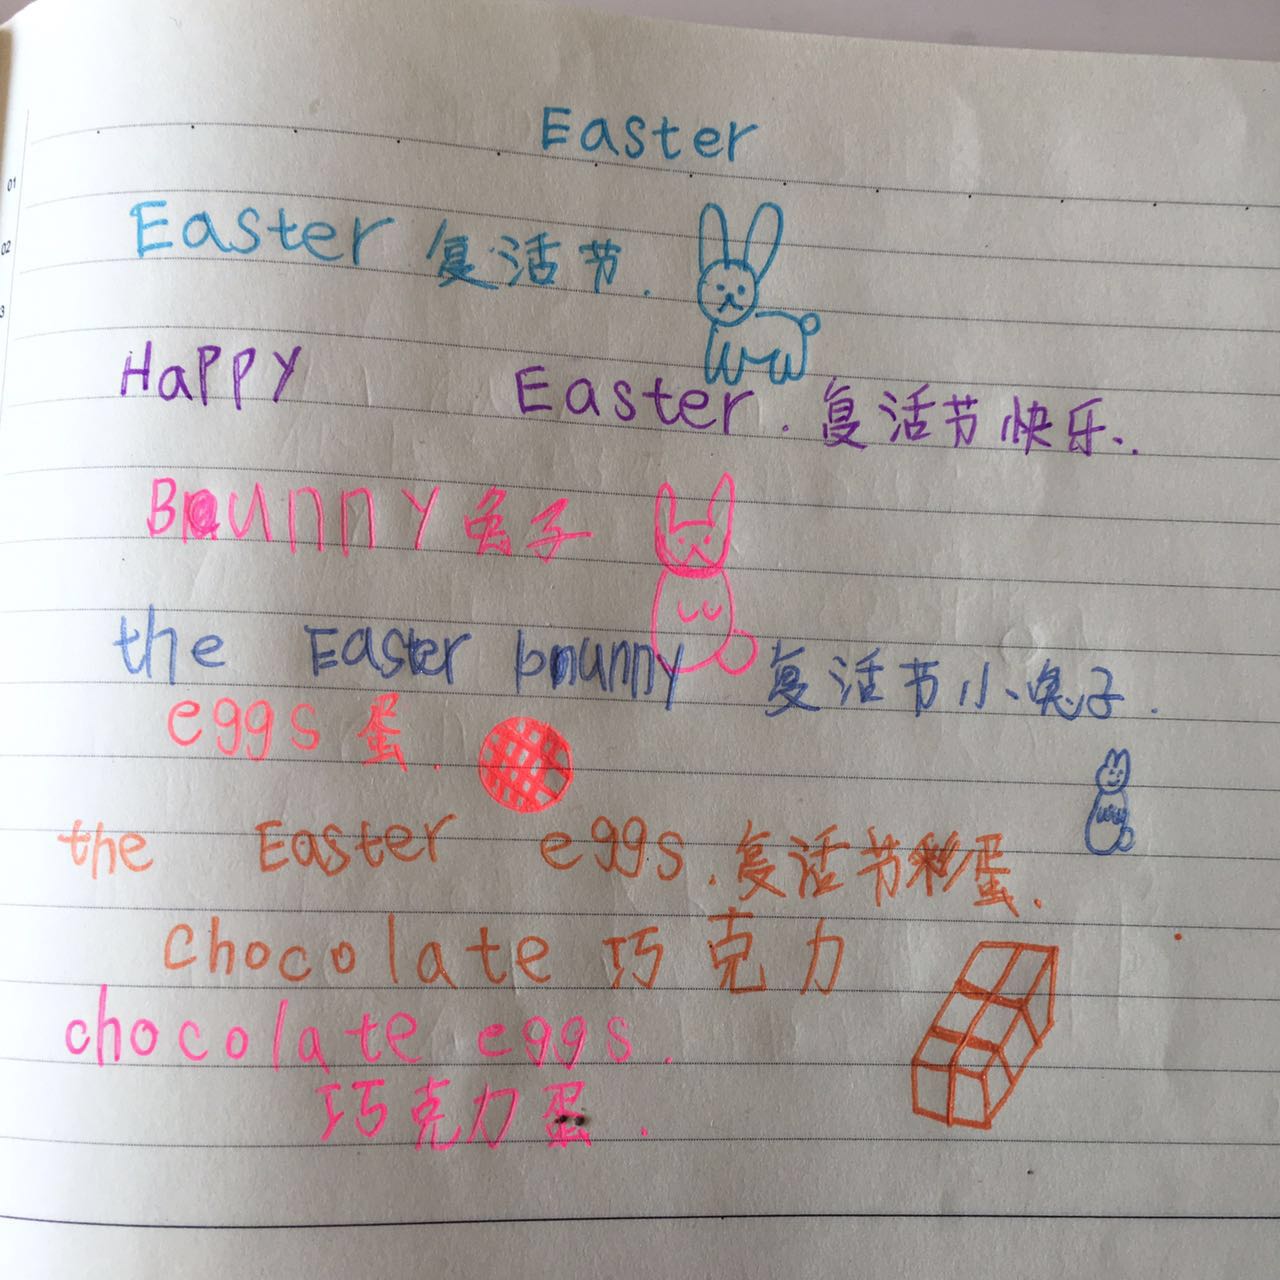 Easter
Easter 复活节.
Happy Easter. 复活节快乐.
Bunny 兔子
the Easter bunny 复活节小兔子.
eggs 蛋.
the Easter eggs. 复活节彩蛋.
chocolate 巧克力
chocolate eggs.
巧克力蛋.
01
02
3